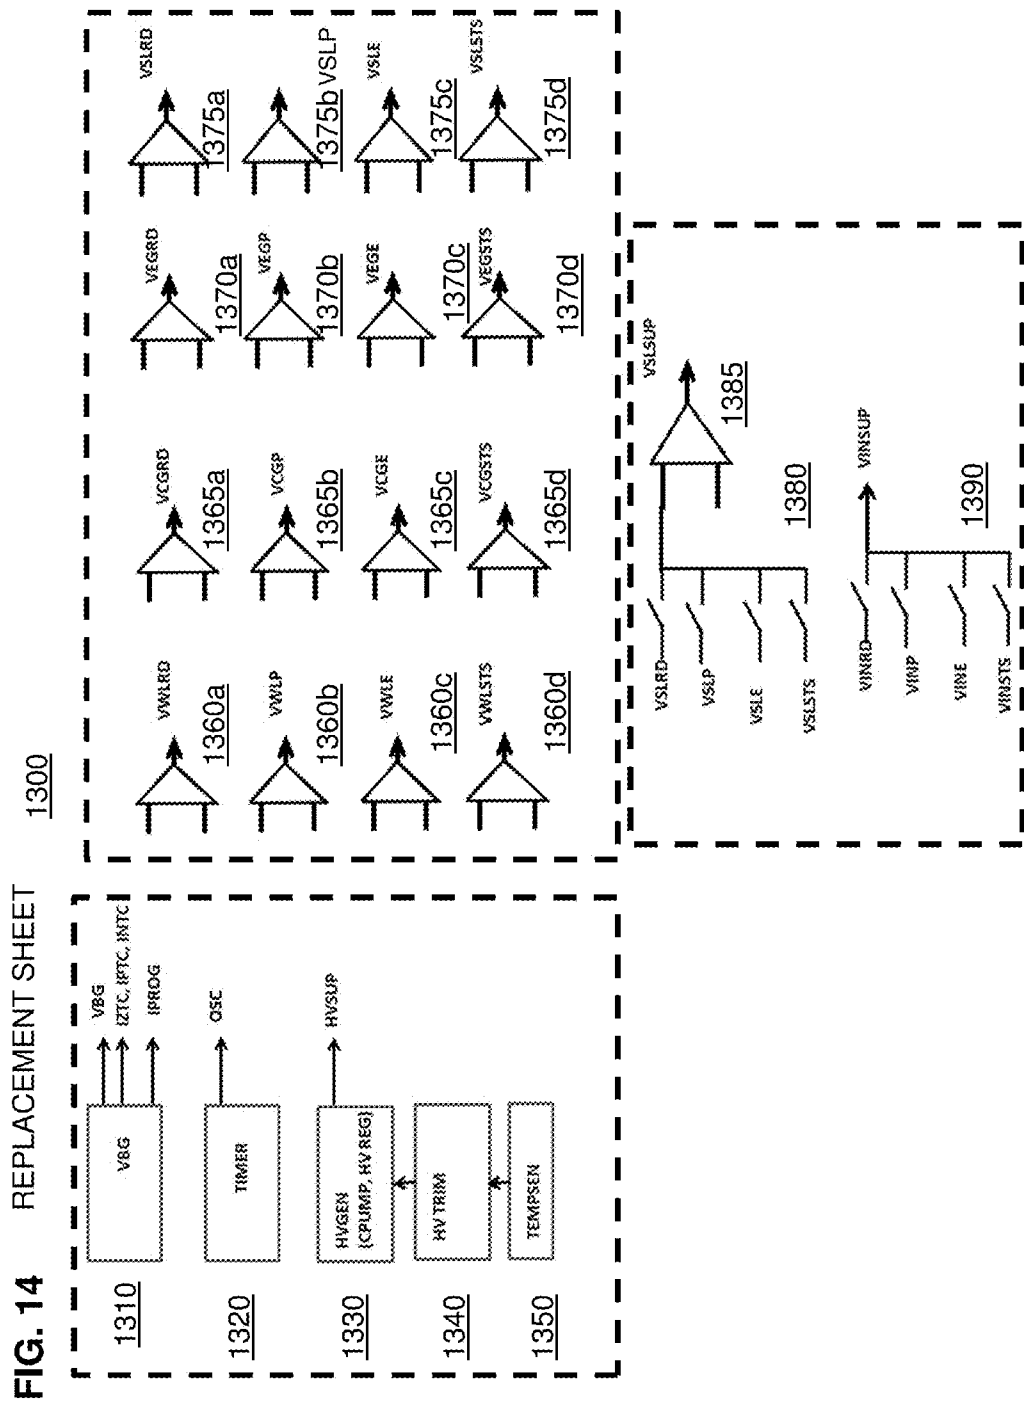 FIG. 14
REPLACEMENT SHEET
1300
1310
VBG
VBG
IZTC, IPTC, INTC
IPROG
1320
TIMER
OSC
1330
HVGEN
(CPUMP, HV REG)
HVSUP
1340
HV TRIM
1350
TEMPSEN
VWLRD
1360a
VWLP
1360b
VWLE
1360c
VWLSTS
1360d
VCGRD
1365a
VCGP
1365b
VCGE
1365c
VCGSTS
1365d
VEGRD
1370a
VEGP
1370b
VEGE
1370c
VEGSTS
1370d
VSLRD
1375a
VSLP
1375b
VSLE
1375c
VSLSTS
1375d
VSLRD
VSLP
VSLE
VSLSTS
1380
VSLSUP
1385
VINRD
VINP
VINE
VINSTS
VINSUP
1390